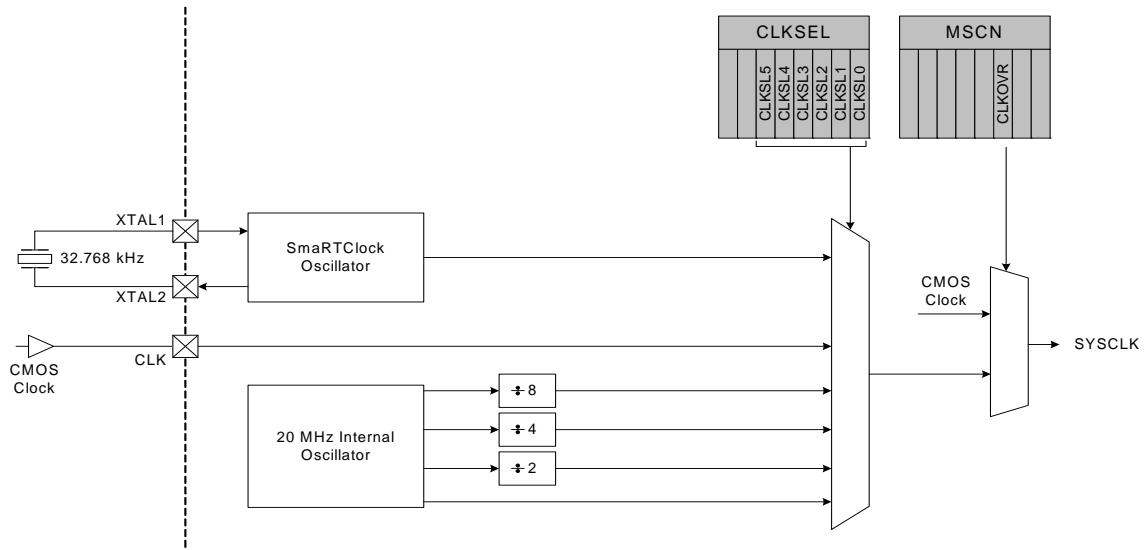 CLKSEL
CLKSL5
CLKSL4
CLKSL3
CLKSL2
CLKSL1
CLKSL0
MSCN
CLKOVR
XTAL1
32.768 kHz
XTAL2
SmaRTClock
Oscillator
CLK
CMOS
Clock
20 MHz Internal
Oscillator
÷ 8
÷ 4
÷ 2
CMOS
Clock
SYSCLK